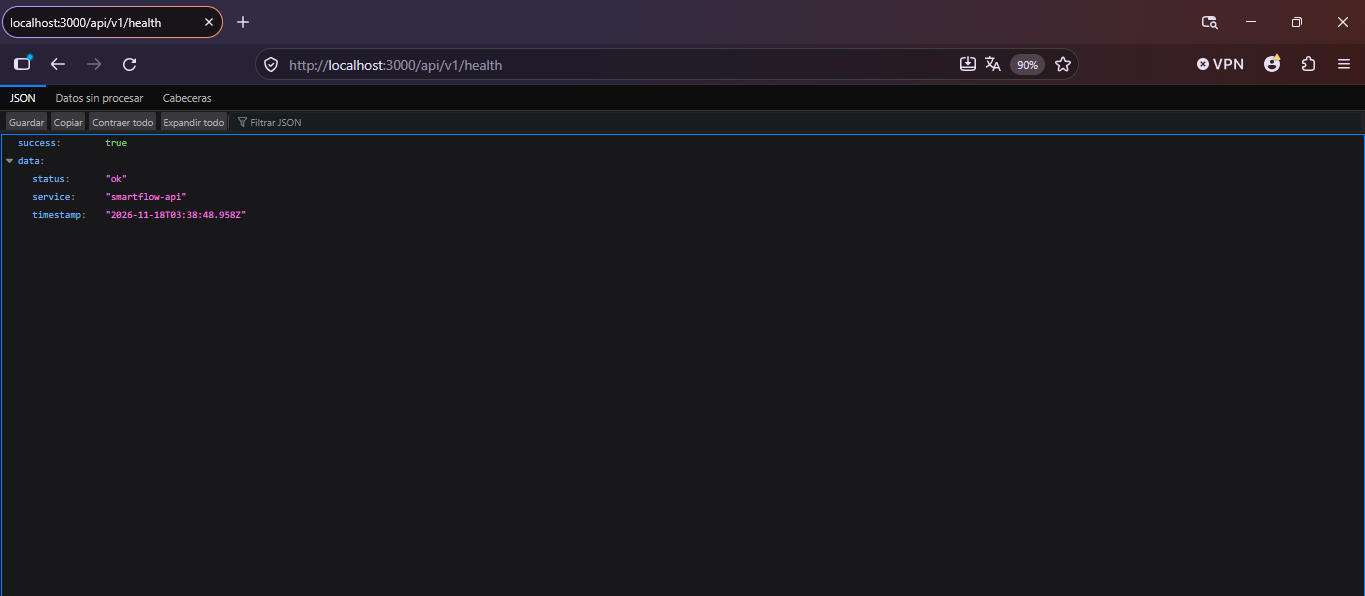 localhost:3000/api/v1/health
http://localhost:3000/api/v1/health
90%
VPN
JSON Datos sin procesar Cabeceras
Guardar Copiar Contraer todo Expandir todo Filtrar JSON
success: true
data:
status: "ok"
service: "smartflow-api"
timestamp: "2026-11-18T03:38:48.958Z"